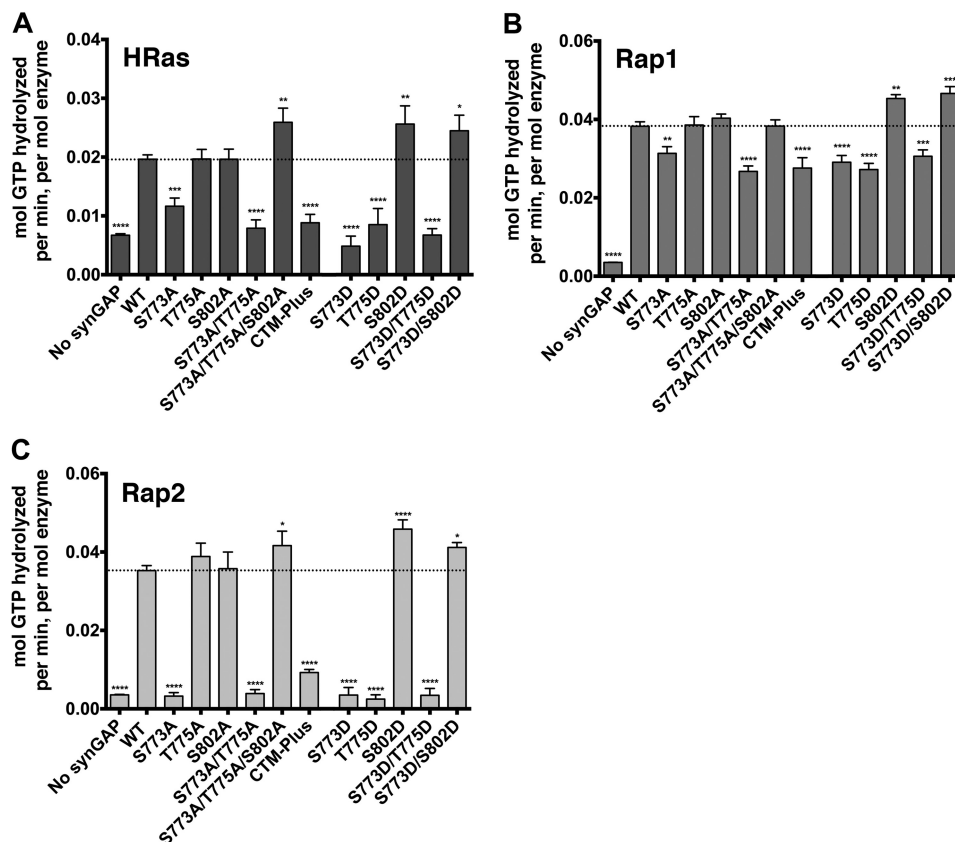 A
HRas
mol GTP hydrolyzed
per min, per mol enzyme
0.04
0.03
0.02
0.01
0.00
**
**
*
***
****
****
****
****
****
****
No synGAP
WT
S773A
T775A
S802A
S773A/T775A
S773A/T775A/S802A
CTM-Plus
S773D
T775D
S802D
S773D/T775D
S773D/S802D
B
Rap1
mol GTP hydrolyzed
per min, per mol enzyme
0.06
0.04
0.02
0.00
****
**
****
****
****
****
**
***
***
No synGAP
WT
S773A
T775A
S802A
S773A/T775A
S773A/T775A/S802A
CTM-Plus
S773D
T775D
S802D
S773D/T775D
S773D/S802D
C
Rap2
mol GTP hydrolyzed
per min, per mol enzyme
0.06
0.04
0.02
0.00
****
****
****
*
****
****
****
****
****
*
No synGAP
WT
S773A
T775A
S802A
S773A/T775A
S773A/T775A/S802A
CTM-Plus
S773D
T775D
S802D
S773D/T775D
S773D/S802D